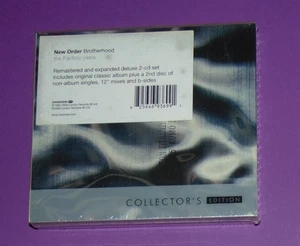 New Order Brotherhood
the Factory years
Remastered and expanded deluxe 2-cd set
includes original classic album plus a 2nd disc of
non-album singles, 12" mixes and b-sides
COLLECTOR'S EDITION